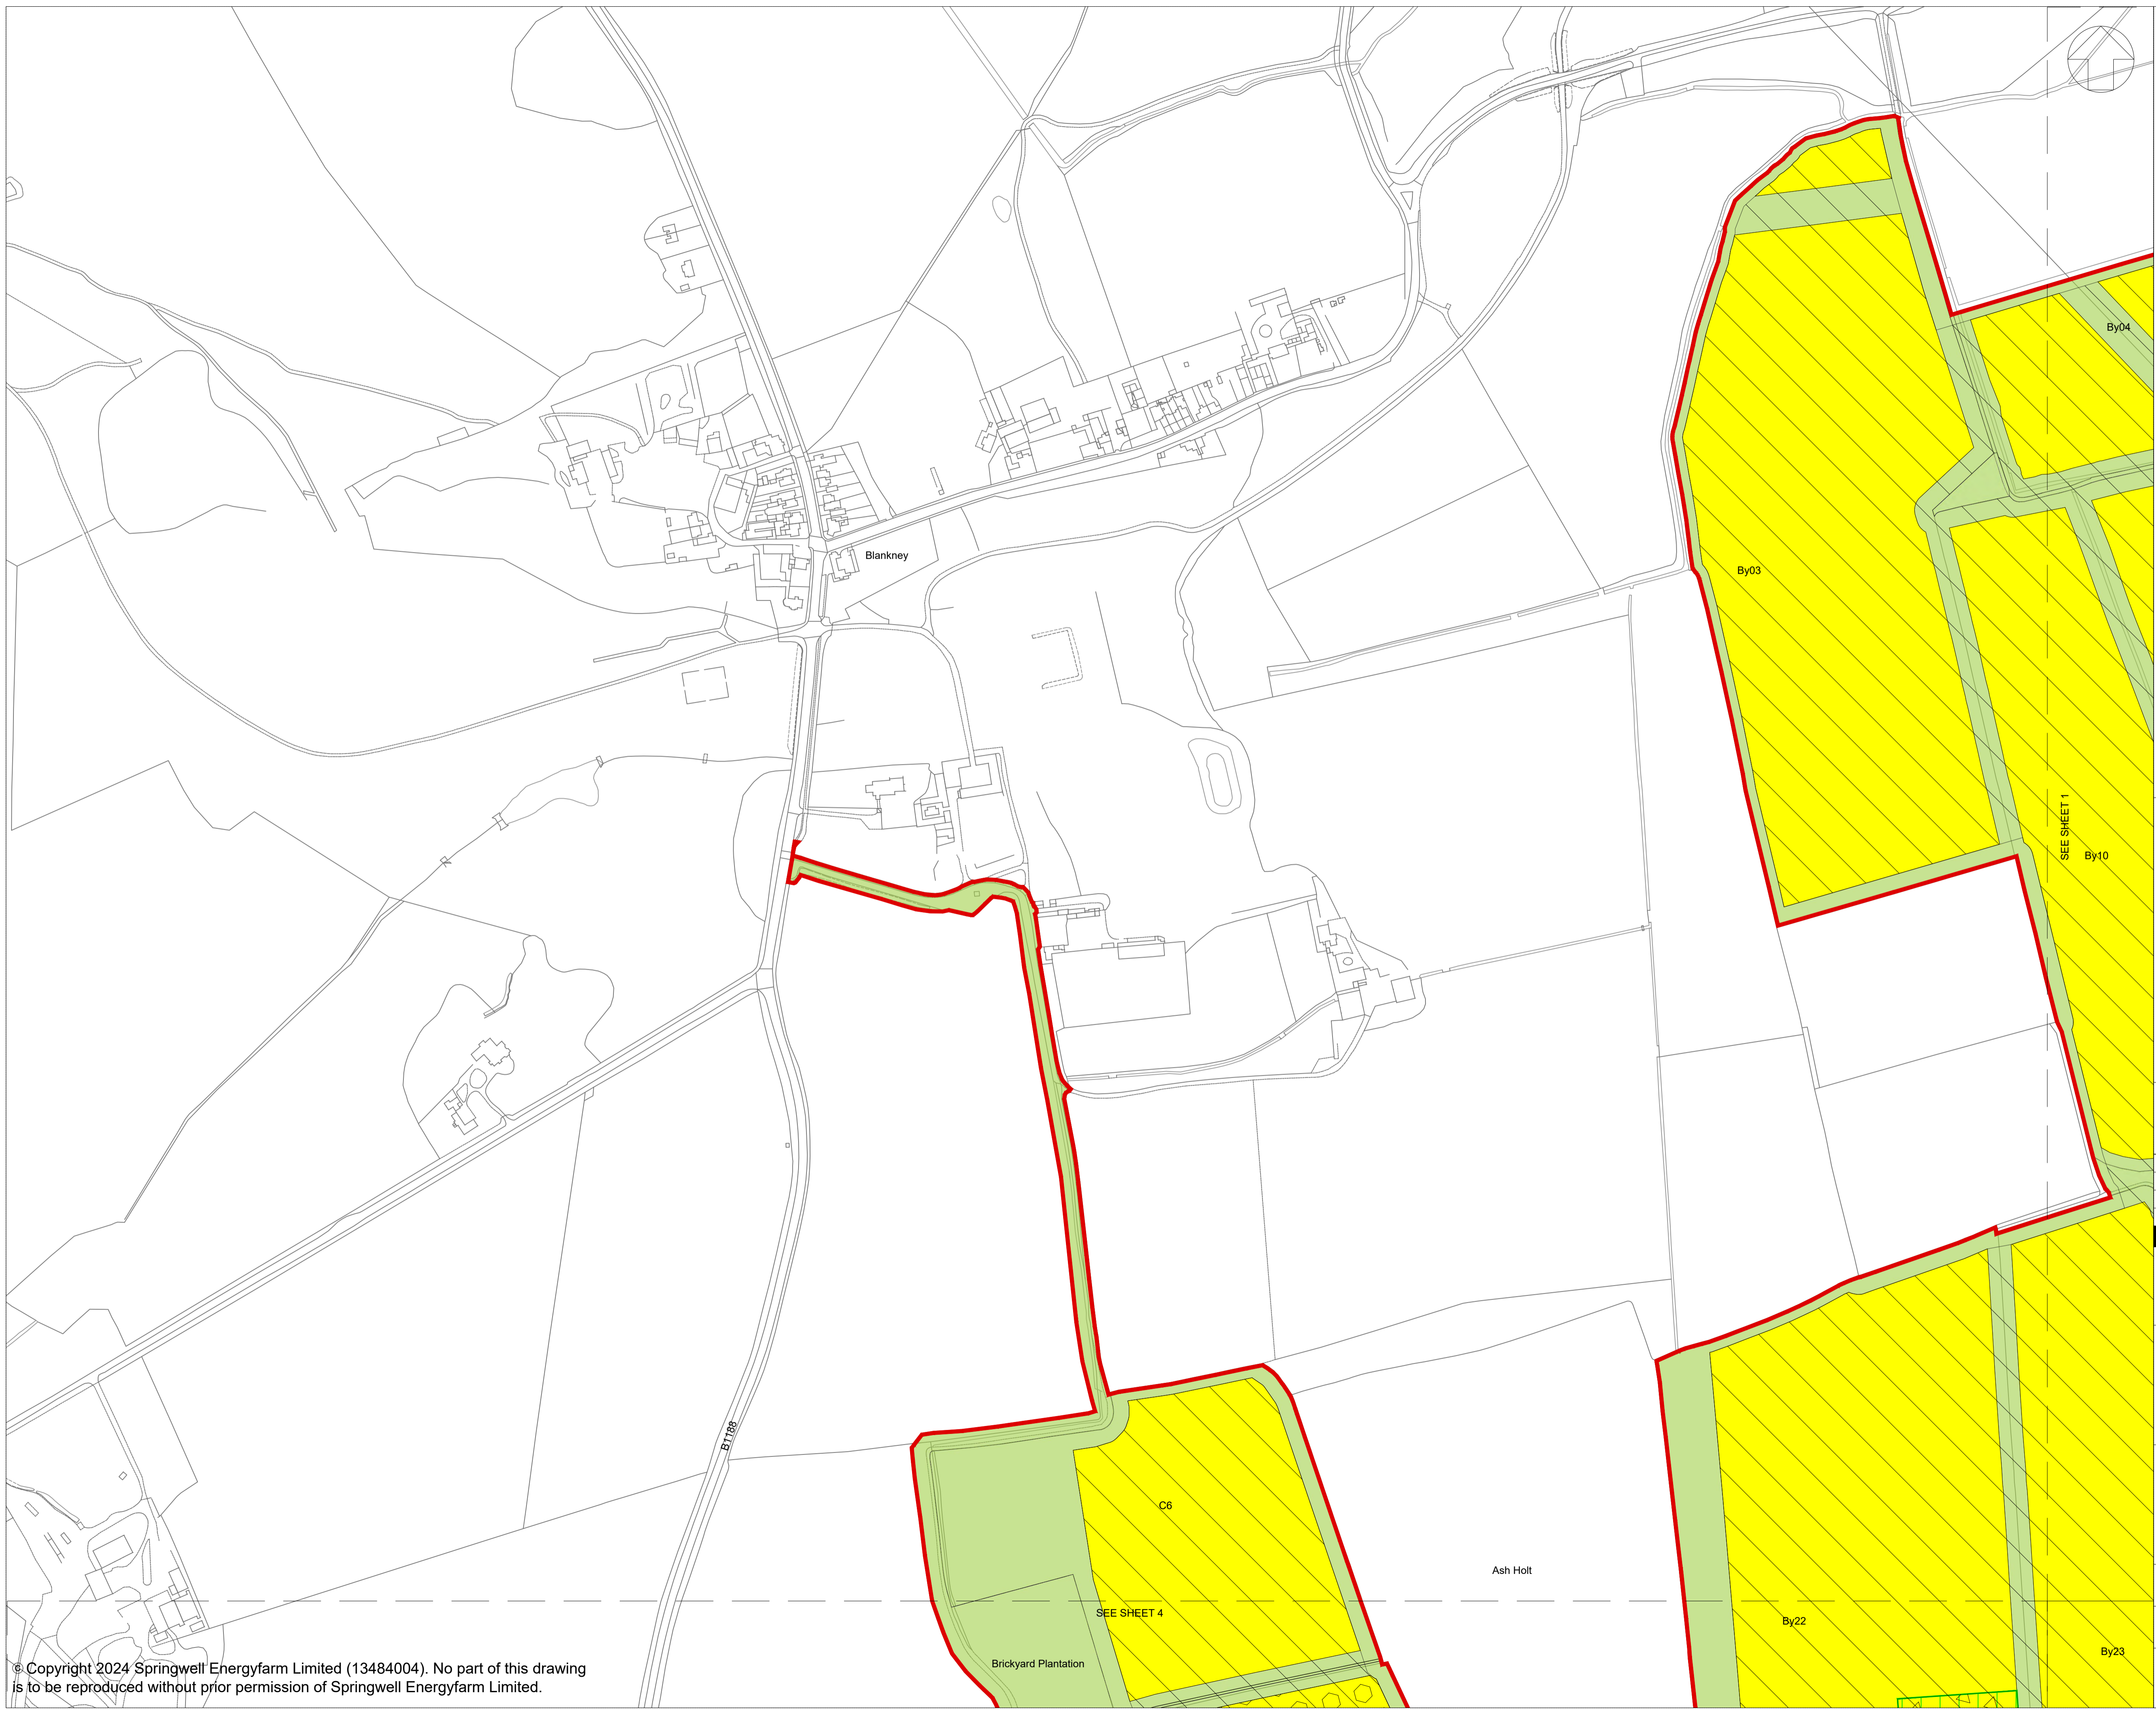 By04
Blankney
By03
SEE SHEET 1
By10
B1188
C6
Ash Holt
SEE SHEET 4
By22
By23
Brickyard Plantation
© Copyright 2024 Springwell Energyfarm Limited (13484004). No part of this drawing
is to be reproduced without prior permission of Springwell Energyfarm Limited.